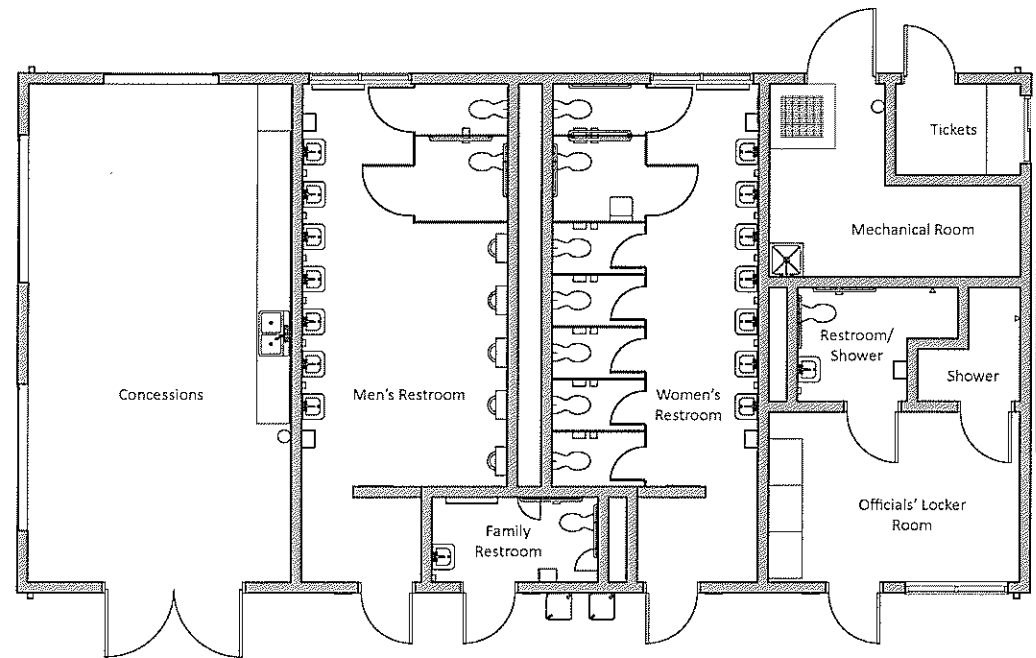 Tickets
Mechanical Room
Restroom/
Shower
Shower
Concessions
Men's Restroom
Women's
Restroom
Officials' Locker
Room
Family
Restroom